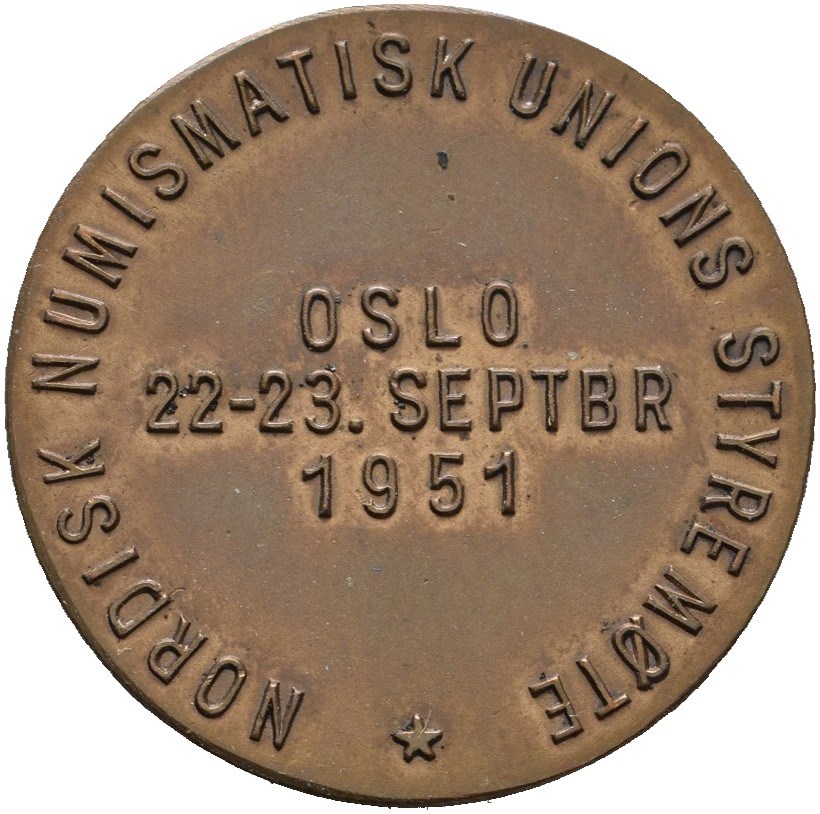 NORDISK NUMISMATISK UNIONS STYREMØTE
OSLO
22-23. SEPTBR
1951